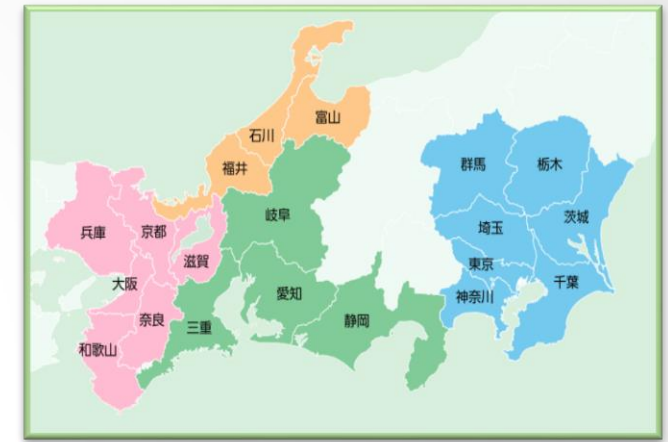 富山
石川
福井
群馬
栃木
岐阜
茨城
埼玉
兵庫
京都
滋賀
東京
千葉
大阪
愛知
神奈川
奈良
三重
静岡
和歌山